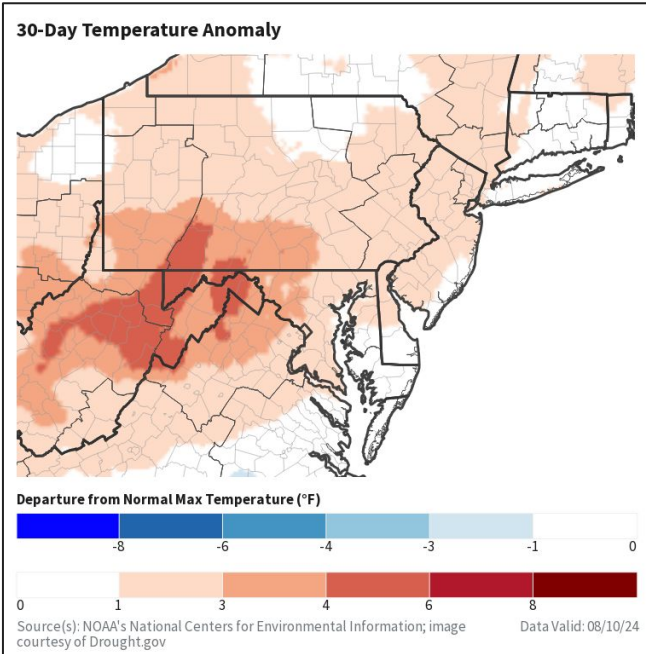 30-Day Temperature Anomaly
Departure from Normal Max Temperature (°F)
-8 -6 -4 -3 -1 0
0 1 3 4 6 8
Source(s): NOAA's National Centers for Environmental Information; image
courtesy of Drought.gov
Data Valid: 08/10/24